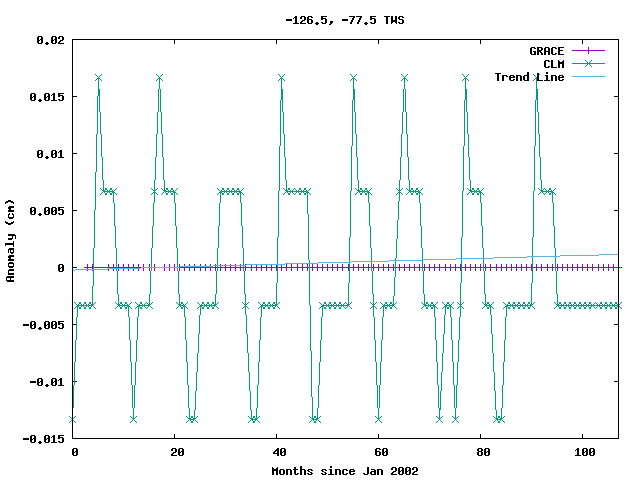 -126.5, -77.5 TWS
0.02
0.015
0.01
0.005
0
-0.005
-0.01
-0.015
Anomaly (cm)
GRACE
CLM
Trend Line
0 20 40 60 80 100
Months since Jan 2002